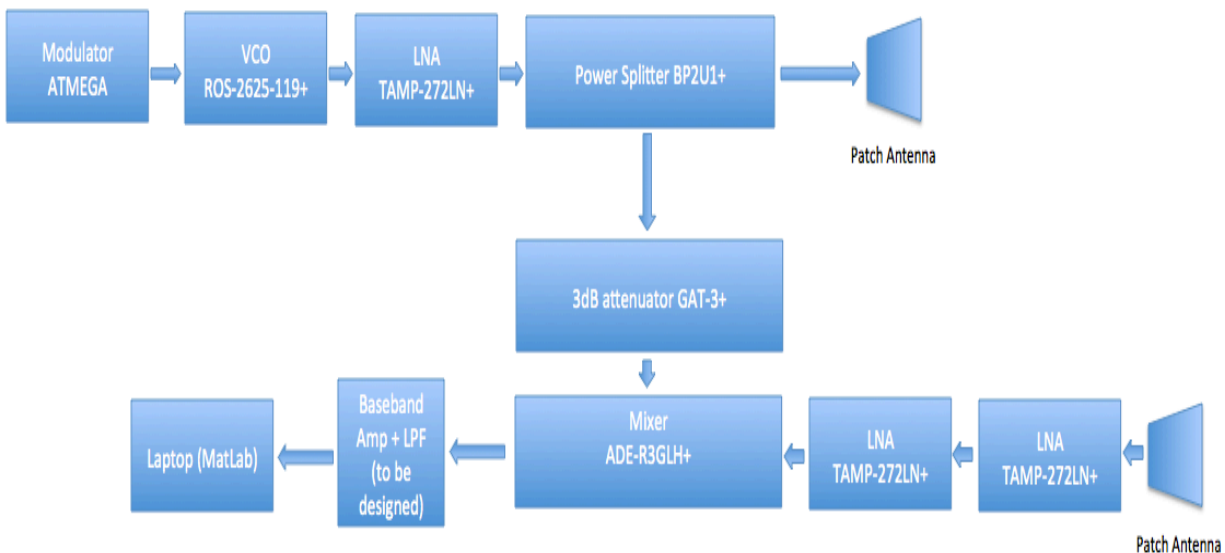 Modulator
ATMEGA
VCO
ROS-2625-119+
LNA
TAMP-272LN+
Power Splitter BP2U1+
Patch Antenna
3dB attenuator GAT-3+
Laptop (MatLab)
Baseband
Amp + LPF
(to be
designed)
Mixer
ADE-R3GLH+
LNA
TAMP-272LN+
LNA
TAMP-272LN+
Patch Antenna